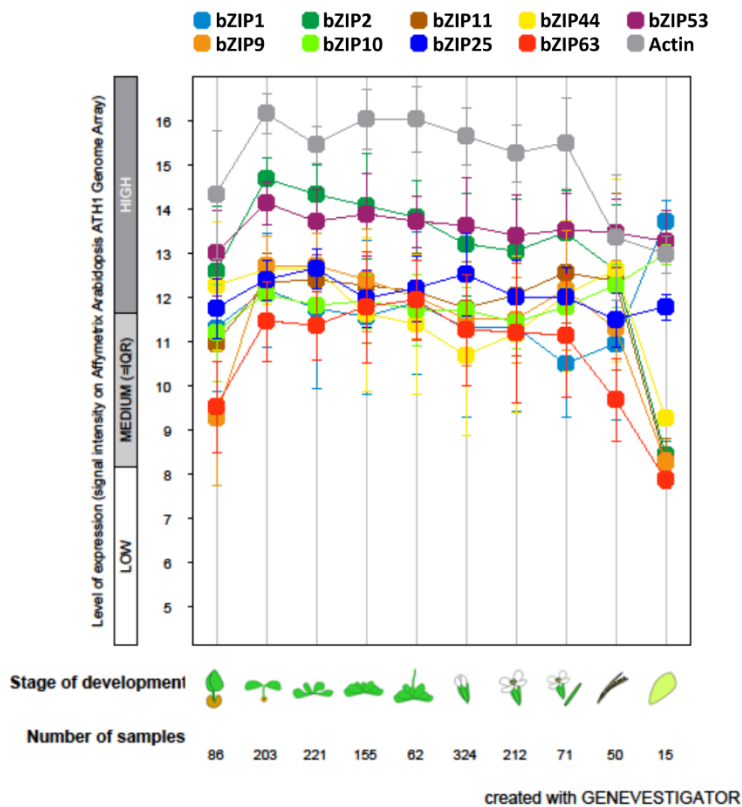 bZIP1 bZIP2 bZIP11 bZIP44 bZIP53
bZIP9 bZIP10 bZIP25 bZIP63 Actin
Level of expression (signal intensity on Affymetrix Arabidopsis ATH1 Genome Array)
HIGH
MEDIUM (=IQR)
LOW
16
15
14
13
12
11
10
9
8
7
6
5
Stage of development
Number of samples
86 203 221 155 62 324 212 71 50 15
created with GENEVESTIGATOR